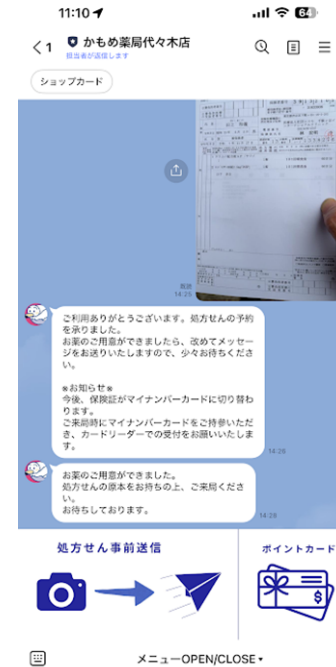 11:10
64
1
かもめ薬局代々木店
担当者が返信します
ショップカード
既読
14:25
ご利用ありがとうございます。処方せんの予約
を承りました。
お薬のご用意ができましたら、改めてメッセー
ジをお送りいたしますので、少々お待ちくださ
い。
※お知らせ※
今後、保険証がマイナンバーカードに切り替わ
ります。
ご来局時にマイナンバーカードをご持参いただ
き、カードリーダーでの受付をお願いいたしま
す。
14:26
お薬のご用意ができました。
処方せんの原本をお持ちの上、ご来局くださ
い。
お待ちしております。
14:26
処方せん事前送信
ポイントカード
$
メニューOPEN/CLOSE▾